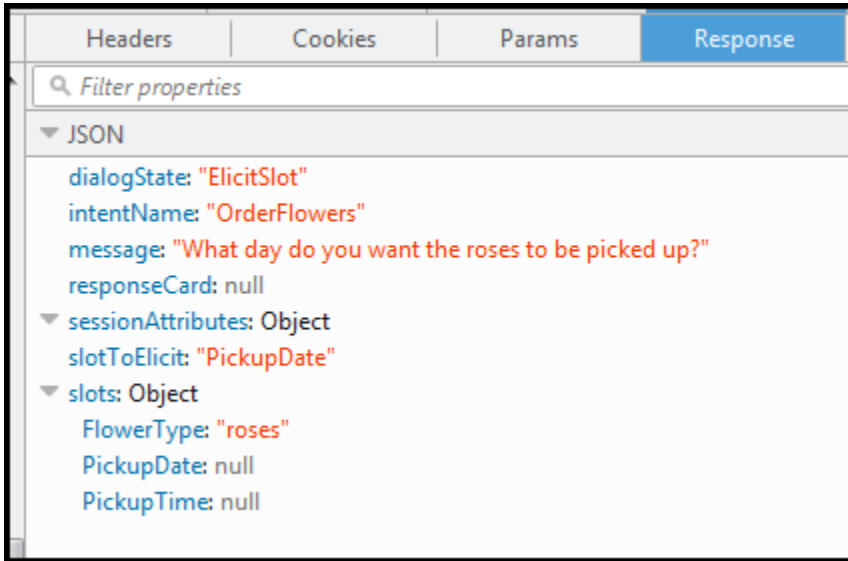 Headers Cookies Params Response
Filter properties
JSON
dialogState: "ElicitSlot"
intentName: "OrderFlowers"
message: "What day do you want the roses to be picked up?"
responseCard: null
sessionAttributes: Object
slotToElicit: "PickupDate"
slots: Object
FlowerType: "roses"
PickupDate: null
PickupTime: null